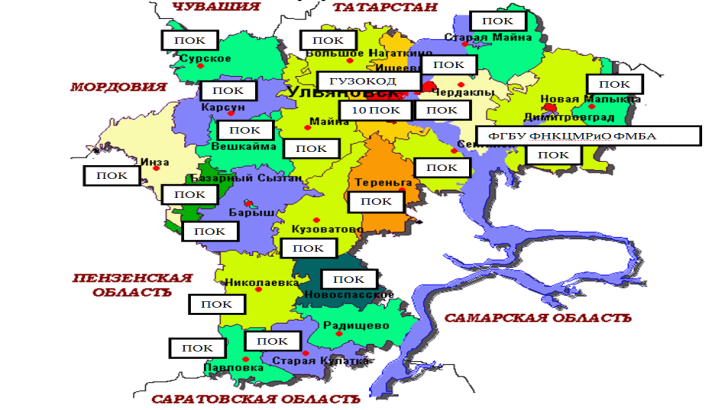 ЧУВАШИЯ
ТАТАРСТАН
ПОК
Старая Майна
ПОК
ПОК
Большое Нагаткино
Сурское
ПОК
Ишеевка
МОРДОВИЯ
ПОК
ГУЗОКОД
ПОК
Чердаклы
Ульяновск
Новая Малыкла
Карсун
10 ПОК
ПОК
Димитровград
ПОК
Майна
ФГБУ ФНКЦМРиО ФМБА
Вешкайма
ПОК
ПОК
Инза
ПОК
ПОК
Базарный Сызган
Тереньга
ПОК
ПОК
Барыш
ПОК
Кузоватово
ПОК
ПЕНЗЕНСКАЯ
ОБЛАСТЬ
Николаевка
ПОК
Новоспасское
ПОК
САМАРСКАЯ ОБЛАСТЬ
Радищево
ПОК
ПОК
Старая Кулатка
Павловка
САРАТОВСКАЯ ОБЛАСТЬ